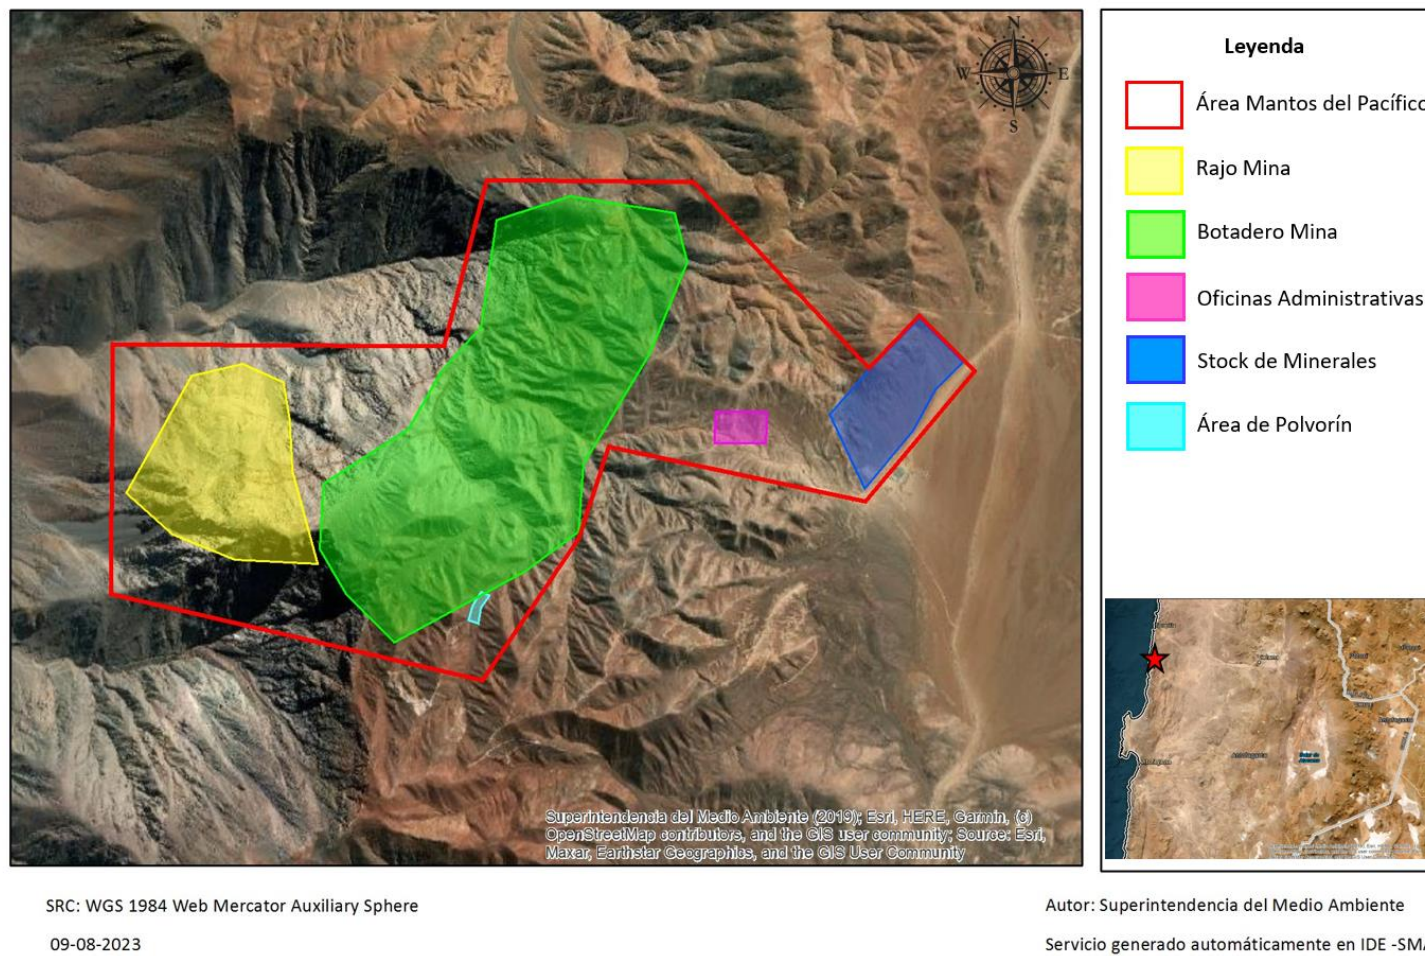 N
W
E
S
Superintendencia del Medio Ambiente (2019); Esri, HERE, Garmin, (c)
OpenStreetMap contributors, and the GIS user community; Source: Esri,
Maxar, Earthstar Geographics, and the GIS User Community
Leyenda
Área Mantos del Pacífico
Rajo Mina
Botadero Mina
Oficinas Administrativas
Stock de Minerales
Área de Polvorín
SRC: WGS 1984 Web Mercator Auxiliary Sphere
09-08-2023
Autor: Superintendencia del Medio Ambiente
Servicio generado automáticamente en IDE -SMA